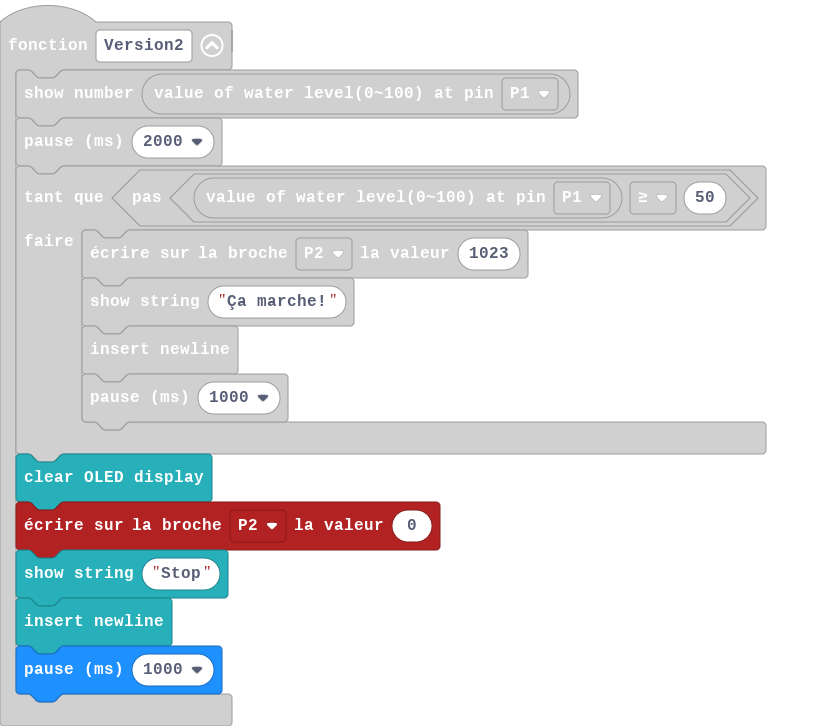 fonction Version2
show number value of water level(0~100) at pin P1
pause (ms) 2000
tant que pas value of water level(0~100) at pin P1 ≥ 50
faire
écrire sur la broche P2 la valeur 1023
show string "Ça marche!"
insert newline
pause (ms) 1000
clear OLED display
écrire sur la broche P2 la valeur 0
show string "Stop"
insert newline
pause (ms) 1000